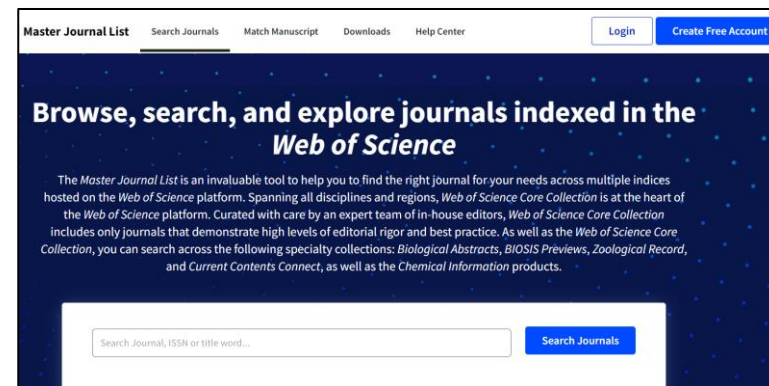 Master Journal List Search Journals Match Manuscript Downloads Help Center Login Create Free Account
Browse, search, and explore journals indexed in the
Web of Science
The Master Journal List is an invaluable tool to help you to find the right journal for your needs across multiple indices
hosted on the Web of Science platform. Spanning all disciplines and regions, Web of Science Core Collection is at the heart of
the Web of Science platform. Curated with care by an expert team of in-house editors, Web of Science Core Collection
includes only journals that demonstrate high levels of editorial rigor and best practice. As well as the Web of Science Core
Collection, you can search across the following specialty collections: Biological Abstracts, BIOSIS Previews, Zoological Record,
and Current Contents Connect, as well as the Chemical Information products.
Search Journal, ISSN or title word... Search Journals